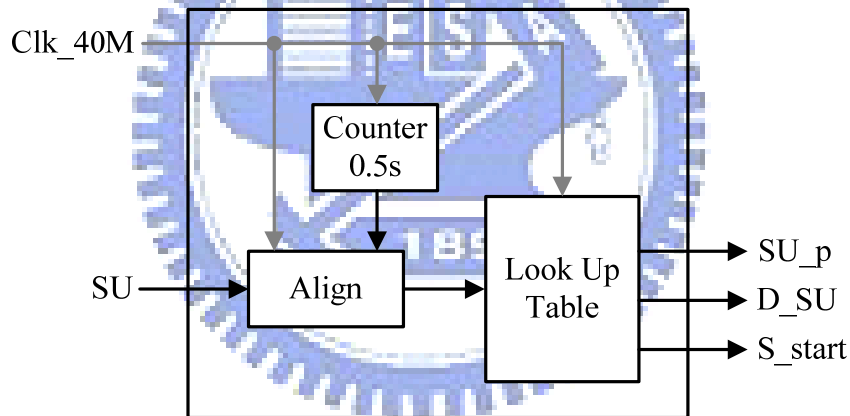 Clk_40M
Counter
0.5s
SU
Align
Look Up
Table
SU_p
D_SU
S_start